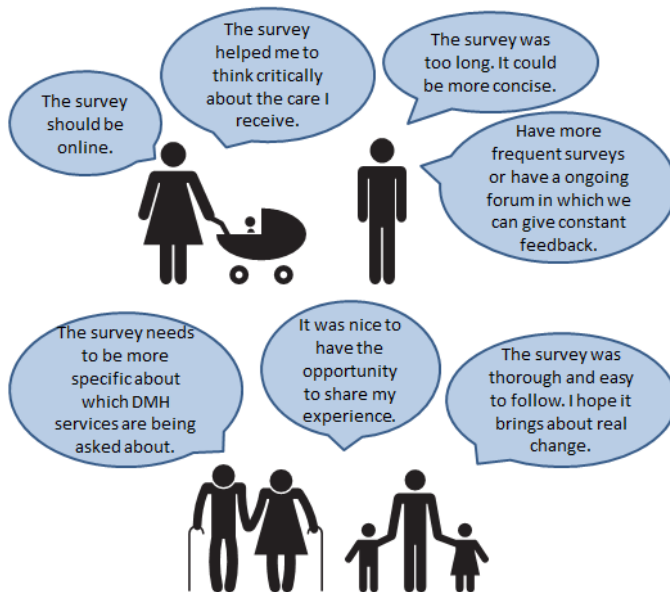 The survey
should be
online.
The survey
helped me to
think critically
about the care I
receive.
The survey was
too long. It could
be more concise.
Have more
frequent surveys
or have a ongoing
forum in which we
can give constant
feedback.
The survey needs
to be more
specific about
which DMH
services are being
asked about.
It was nice to
have the
opportunity
to share my
experience.
The survey was
thorough and easy
to follow. I hope it
brings about real
change.